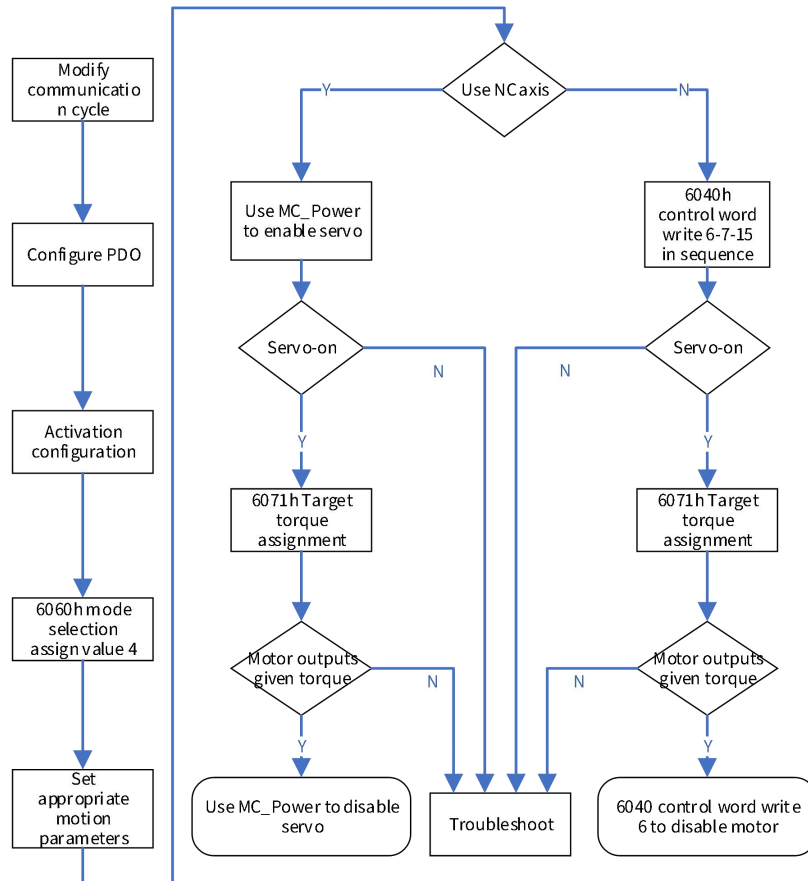 Modify
communicatio
n cycle
Configure PDO
Activation
configuration
6060h mode
selection
assign value 4
Set
appropriate
motion
parameters
Use NC axis
Y
N
Use MC_Power
to enable servo
6040h
control word
write 6-7-15
in sequence
Servo-on
N
Y
Servo-on
N
Y
6071h Target
torque
assignment
6071h Target
torque
assignment
Motor outputs
given torque
N
Y
Motor outputs
given torque
N
Y
Use MC_Power to disable
servo
Troubleshoot
6040 control word write
6 to disable motor